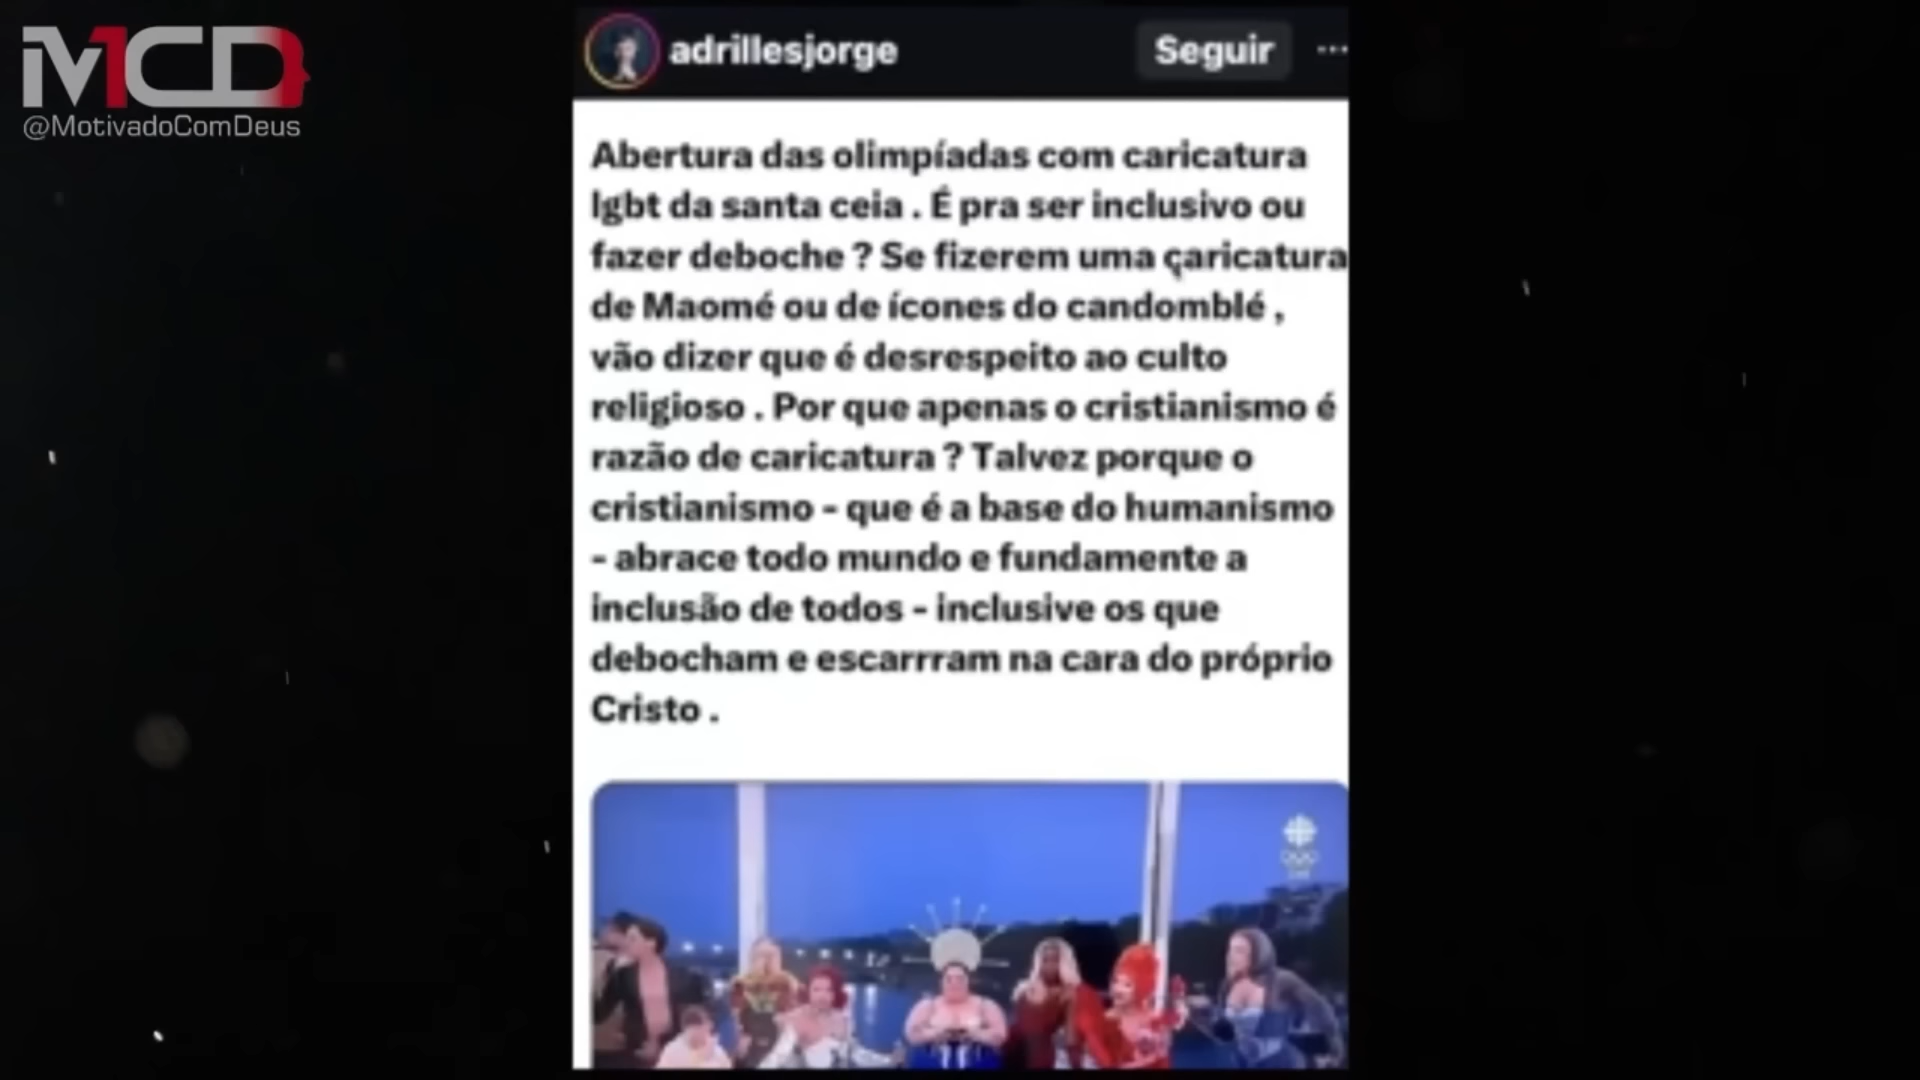 MCD
@MotivadoComDeus
adrillesjorge
Seguir
Abertura das olimpíadas com caricatura
lgbt da santa ceia . É pra ser inclusivo ou
fazer deboche ? Se fizerem uma çaricatura
de Maomé ou de ícones do candomblé ,
vão dizer que é desrespeito ao culto
religioso . Por que apenas o cristianismo é
razão de caricatura ? Talvez porque o
cristianismo - que é a base do humanismo
- abrace todo mundo e fundamente a
inclusão de todos - inclusive os que
debocham e escarrram na cara do próprio
Cristo .